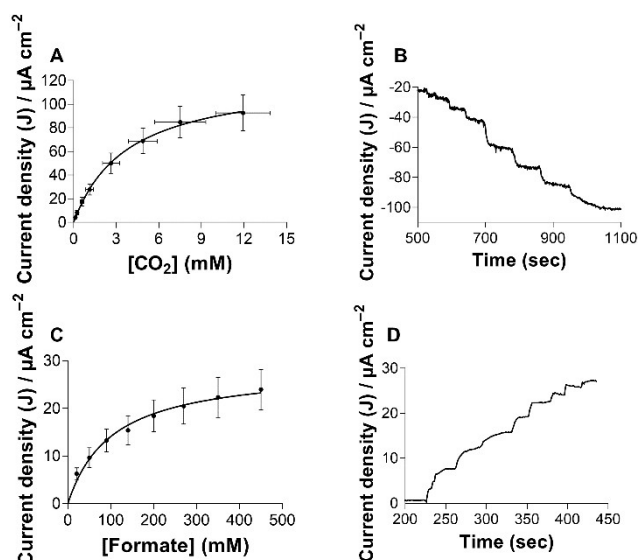 A
Current density (J) / µA cm⁻²
120
100
80
60
40
20
0
0 3 6 9 12 15
[CO₂] (mM)
B
Current density (J) / µA cm⁻²
-20
-40
-60
-80
-100
500 700 900 1100
Time (sec)
C
Current density (J) / µA cm⁻²
30
20
10
0
0 100 200 300 400 500
[Formate] (mM)
D
Current density (J) / µA cm⁻²
30
20
10
0
200 250 300 350 400 450
Time (sec)